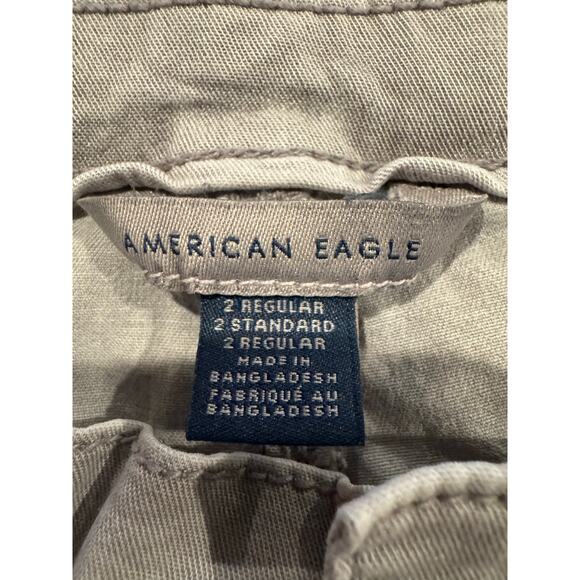 AMERICAN EAGLE
2 REGULAR
2 STANDARD
2 REGULAR
MADE IN
BANGLADESH
FABRIQUÉ AU
BANGLADESH